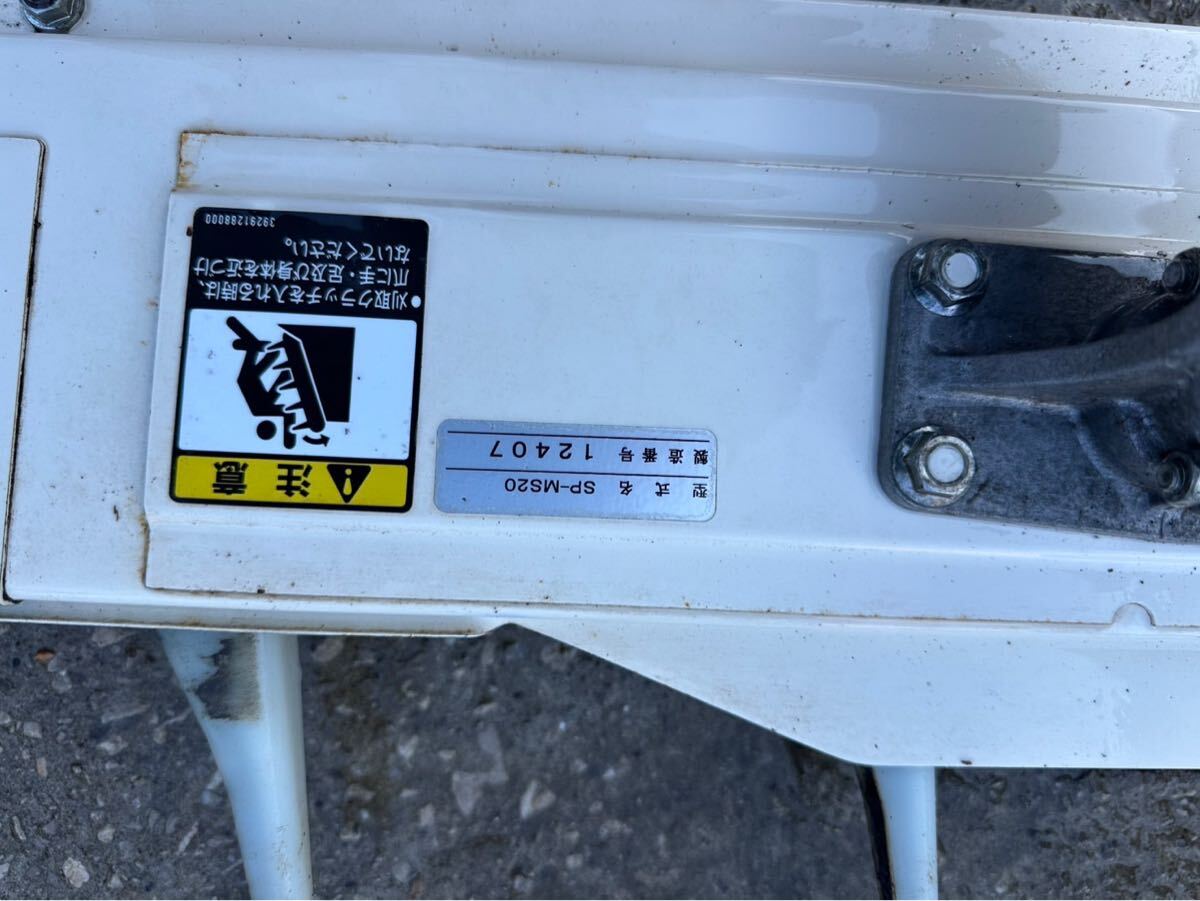 注意
●刈取クラッチを入れる時は、
爪に手・足及び身体を近づけ
ないでください。
39291288000
型式名 SP-MS20
製造番号 12407